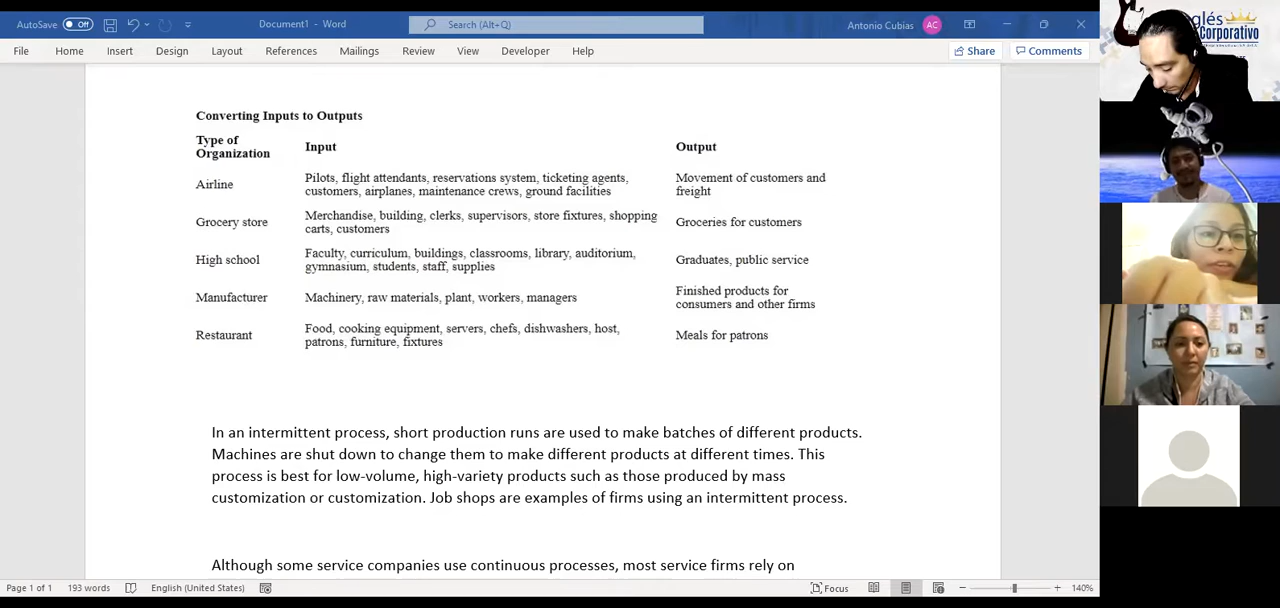 AutoSave Off Document1 - Word Search (Alt+Q) Antonio Cubias AC
File Home Insert Design Layout References Mailings Review View Developer Help Share Comments
glés
Corporativo
Converting Inputs to Outputs
Type of Organization Input Output
Airline Pilots, flight attendants, reservations system, ticketing agents, Movement of customers and
customers, airplanes, maintenance crews, ground facilities freight
Grocery store Merchandise, building, clerks, supervisors, store fixtures, shopping Groceries for customers
carts, customers
High school Faculty, curriculum, buildings, classrooms, library, auditorium, Graduates, public service
gymnasium, students, staff, supplies
Manufacturer Machinery, raw materials, plant, workers, managers Finished products for
consumers and other firms
Restaurant Food, cooking equipment, servers, chefs, dishwashers, host, Meals for patrons
patrons, furniture, fixtures
In an intermittent process, short production runs are used to make batches of different products.
Machines are shut down to change them to make different products at different times. This
process is best for low-volume, high-variety products such as those produced by mass
customization or customization. Job shops are examples of firms using an intermittent process.
Although some service companies use continuous processes, most service firms rely on
Page 1 of 1 193 words English (United States) Focus 140%